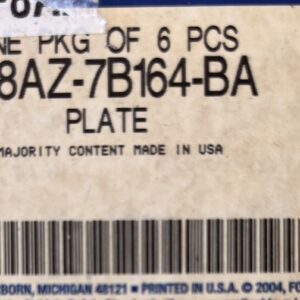 NE PKG OF 6 PCS
8AZ-7B164-BA
PLATE
MAJORITY CONTENT MADE IN USA
BORN, MICHIGAN 48121 ▪ PRINTED IN U.S.A. © 2004, FO